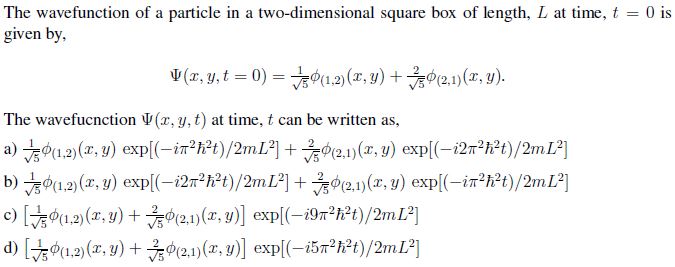 The wavefunction of a particle in a two-dimensional square box of length, L at time, t = 0 is
given by,
Ψ(x, y, t = 0) = 1/√5 ϕ(1,2)(x, y) + 2/√5 ϕ(2,1)(x, y).
The wavefucnction Ψ(x, y, t) at time, t can be written as,
a) 1/√5 ϕ(1,2)(x, y) exp[(−iπ²ħ²t)/2mL²] + 2/√5 ϕ(2,1)(x, y) exp[(−i2π²ħ²t)/2mL²]
b) 1/√5 ϕ(1,2)(x, y) exp[(−i2π²ħ²t)/2mL²] + 2/√5 ϕ(2,1)(x, y) exp[(−iπ²ħ²t)/2mL²]
c) [1/√5 ϕ(1,2)(x, y) + 2/√5 ϕ(2,1)(x, y)] exp[(−i9π²ħ²t)/2mL²]
d) [1/√5 ϕ(1,2)(x, y) + 2/√5 ϕ(2,1)(x, y)] exp[(−i5π²ħ²t)/2mL²]